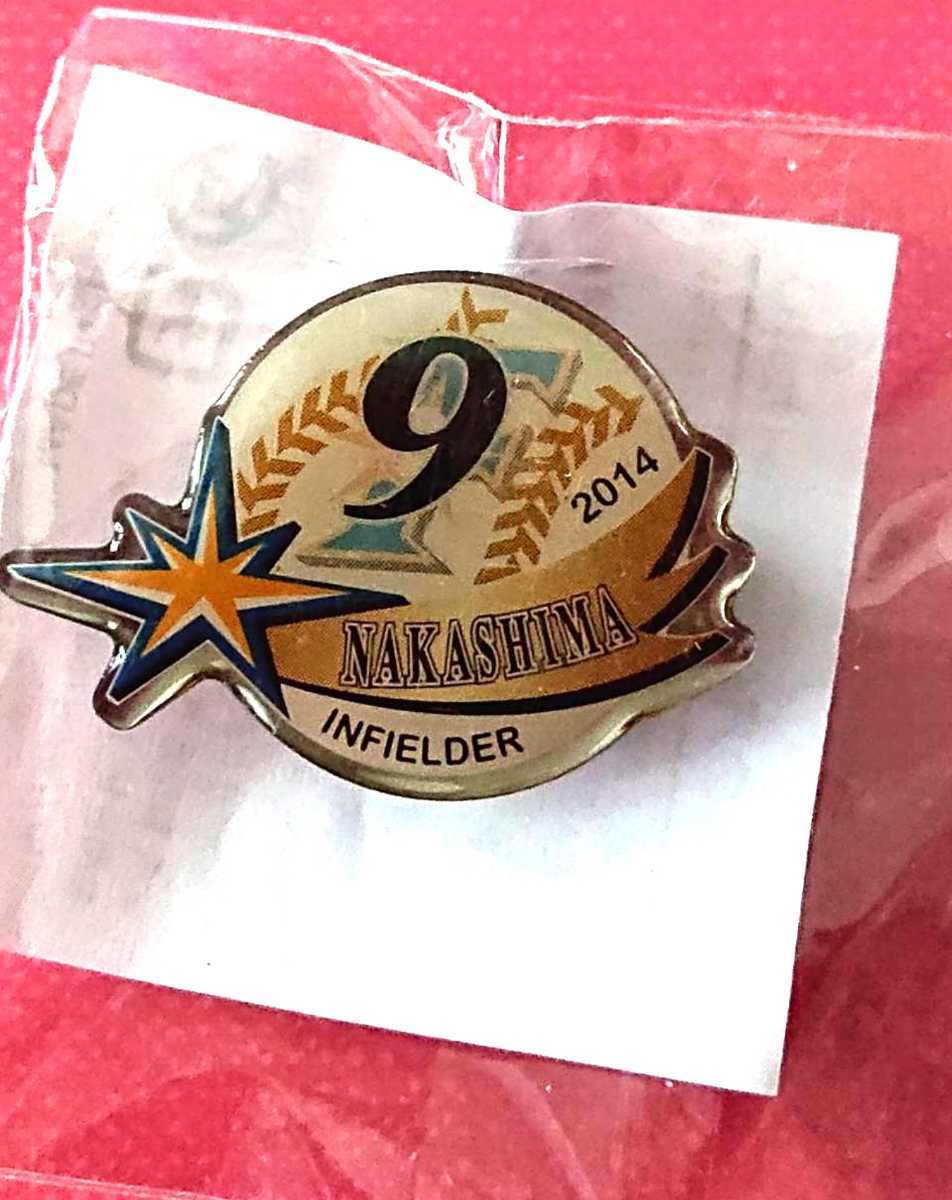 9
2014
NAKASHIMA
INFIELDER